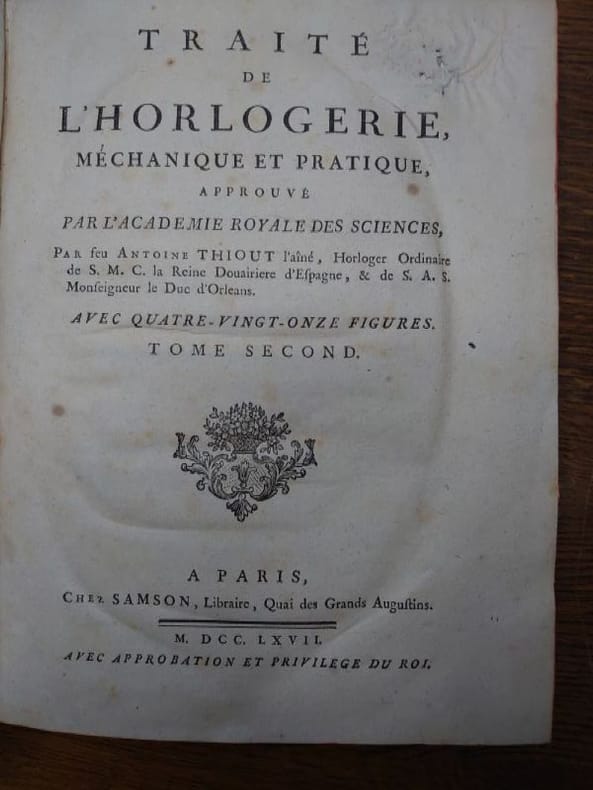 TRAITÉ
DE
L'HORLOGERIE,
MÉCHANIQUE ET PRATIQUE,
APPROUVÉ
PAR L'ACADEMIE ROYALE DES SCIENCES,
PAR feu ANTOINE THIOUT l'aîné, Horloger Ordinaire
de S. M. C. la Reine Douairiere d'Eſpagne, & de S. A. S.
Monſeigneur le Duc d'Orleans.
AVEC QUATRE-VINGT-ONZE FIGURES.
TOME SECOND.
A PARIS,
CHEZ SAMSON, Libraire, Quai des Grands Auguſtins.
M. DCC. LXVII.
AVEC APPROBATION ET PRIVILEGE DU ROI.